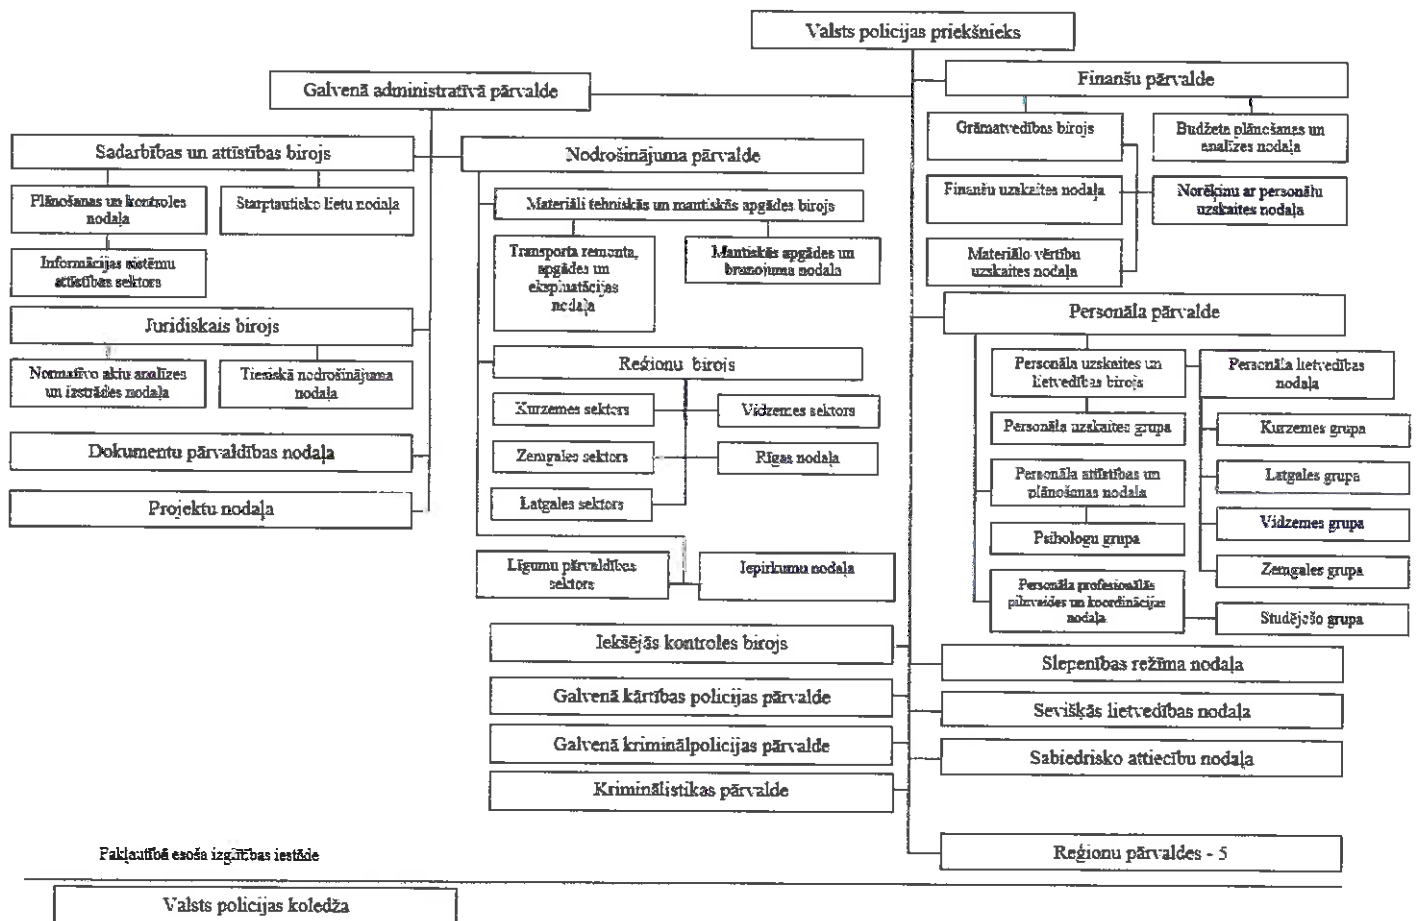 Valsts policijas priekšnieks
Galvenā administratīvā pārvalde
Finanšu pārvalde
Grāmatvedības birojs
Budžeta plānošanas un
analīzes nodaļa
Finanšu uzskaites nodaļa
Norēķinu ar personālu
uzskaites nodaļa
Materiālo vērtību
uzskaites nodaļa
Sadarbības un attīstības birojs
Plānošanas un kontroles
nodaļa
Starptautisko lietu nodaļa
Informācijas sistēmu
attīstības sektors
Juridiskais birojs
Normatīvo aktu analīzes
un izstrādes nodaļa
Tiesiskā nodrošinājuma
nodaļa
Dokumentu pārvaldības nodaļa
Projektu nodaļa
Nodrošinājuma pārvalde
Materiāli tehniskās un mantiskās apgādes birojs
Transporta remonta,
apgādes un
ekspluatācijas
nodaļa
Mantiskās apgādes un
bruņojuma nodaļa
Reģionu birojs
Kurzemes sektors
Vidzemes sektors
Zemgales sektors
Rīgas nodaļa
Latgales sektors
Līgumu pārvaldības
sektors
Iepirkumu nodaļa
Personāla pārvalde
Personāla uzskaites un
lietvedības birojs
Personāla lietvedības
nodaļa
Personāla uzskaites grupa
Kurzemes grupa
Personāla attīstības un
plānošanas nodaļa
Latgales grupa
Psihologu grupa
Vidzemes grupa
Zemgales grupa
Personāla profesionālās
pilnveides un koordinācijas
nodaļa
Studējošo grupa
Iekšējās kontroles birojs
Slepenības režīma nodaļa
Galvenā kārtības policijas pārvalde
Sevišķās lietvedības nodaļa
Galvenā kriminālpolicijas pārvalde
Sabiedrisko attiecību nodaļa
Kriminālistikas pārvalde
Reģionu pārvaldes - 5
Pakļautībā esoša izglītības iestāde
Valsts policijas koledža